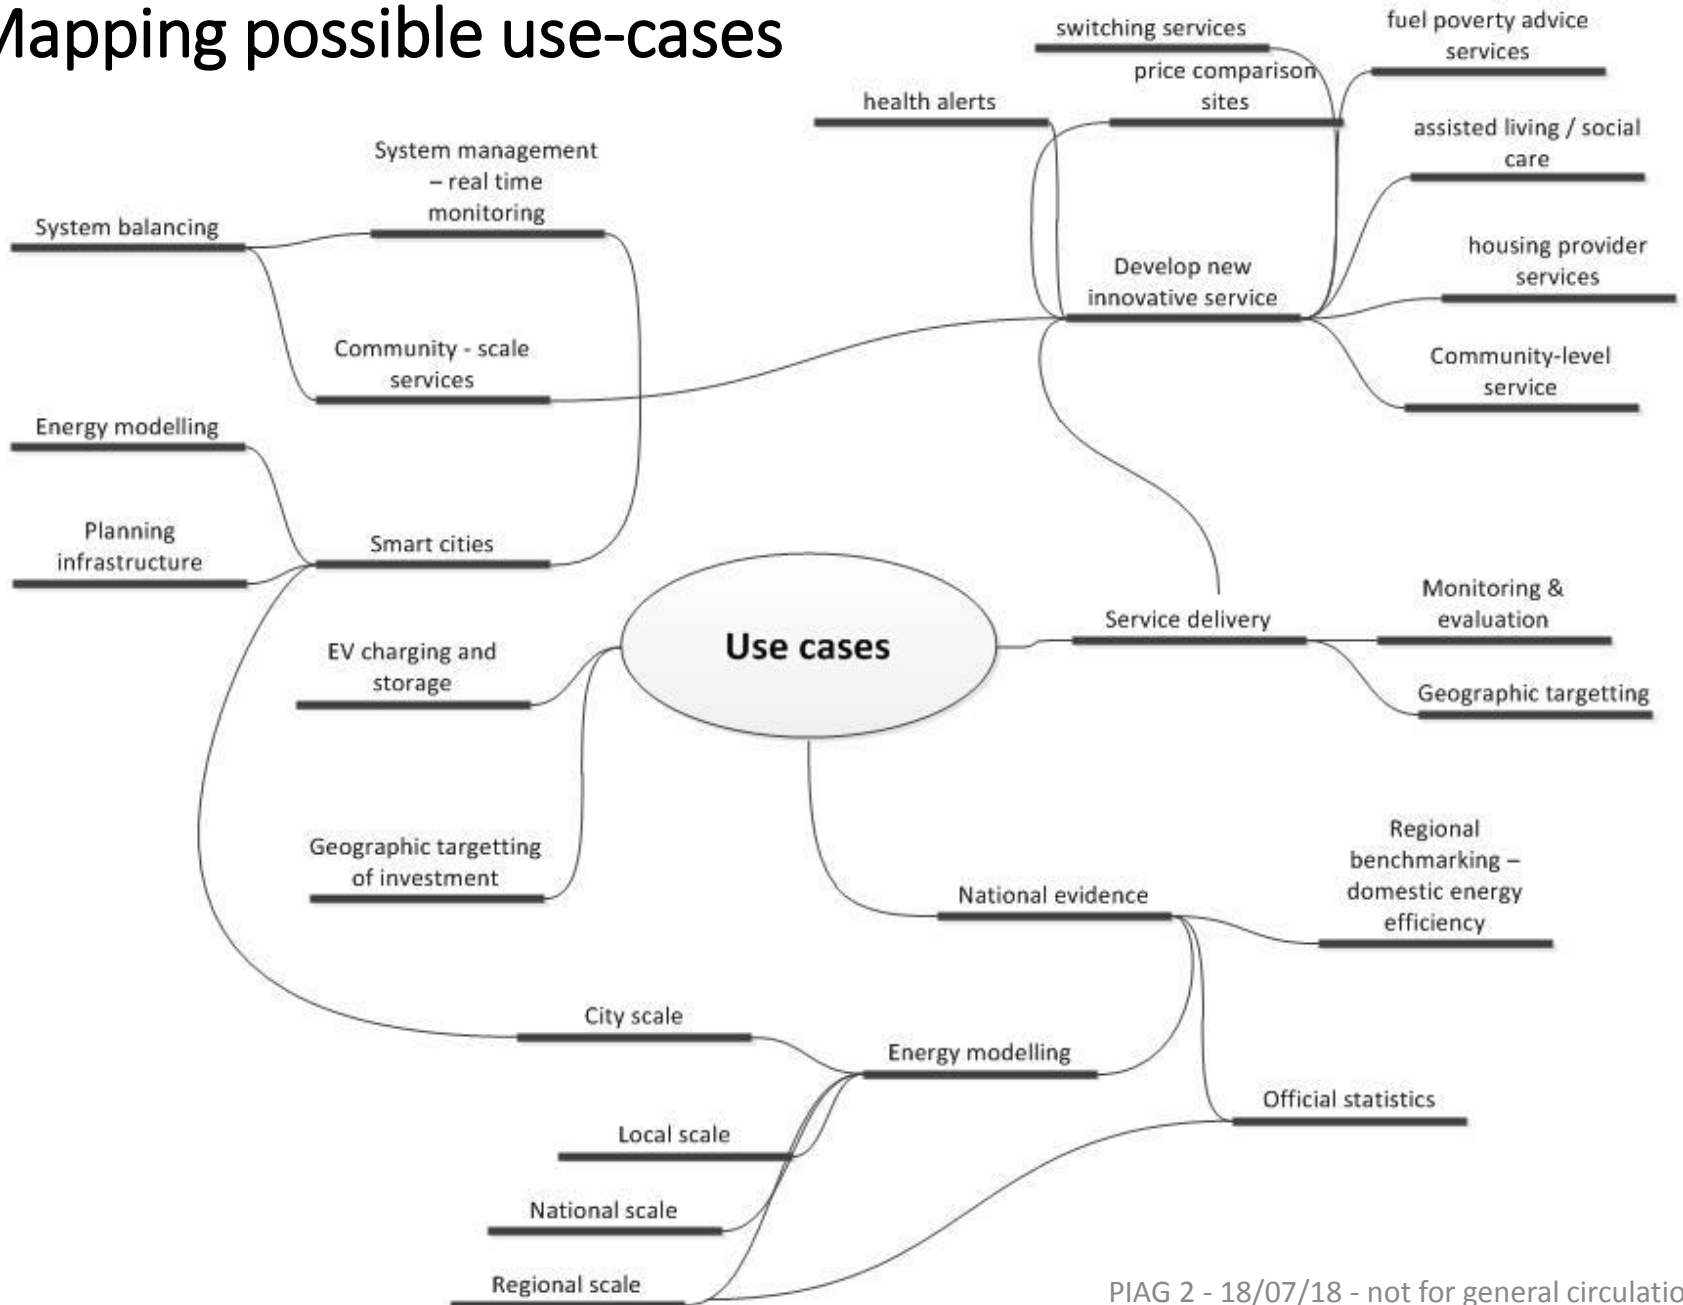 Mapping possible use-cases
switching services
fuel poverty advice
services
price comparison
sites
health alerts
assisted living / social
care
System management
– real time
monitoring
System balancing
housing provider
services
Develop new
innovative service
Community - scale
services
Community-level
service
Energy modelling
Planning
infrastructure
Smart cities
Use cases
Service delivery
Monitoring &
evaluation
EV charging and
storage
Geographic targetting
Geographic targetting
of investment
National evidence
Regional
benchmarking –
domestic energy
efficiency
City scale
Energy modelling
Official statistics
Local scale
National scale
Regional scale
PIAG 2 - 18/07/18 - not for general circulatio